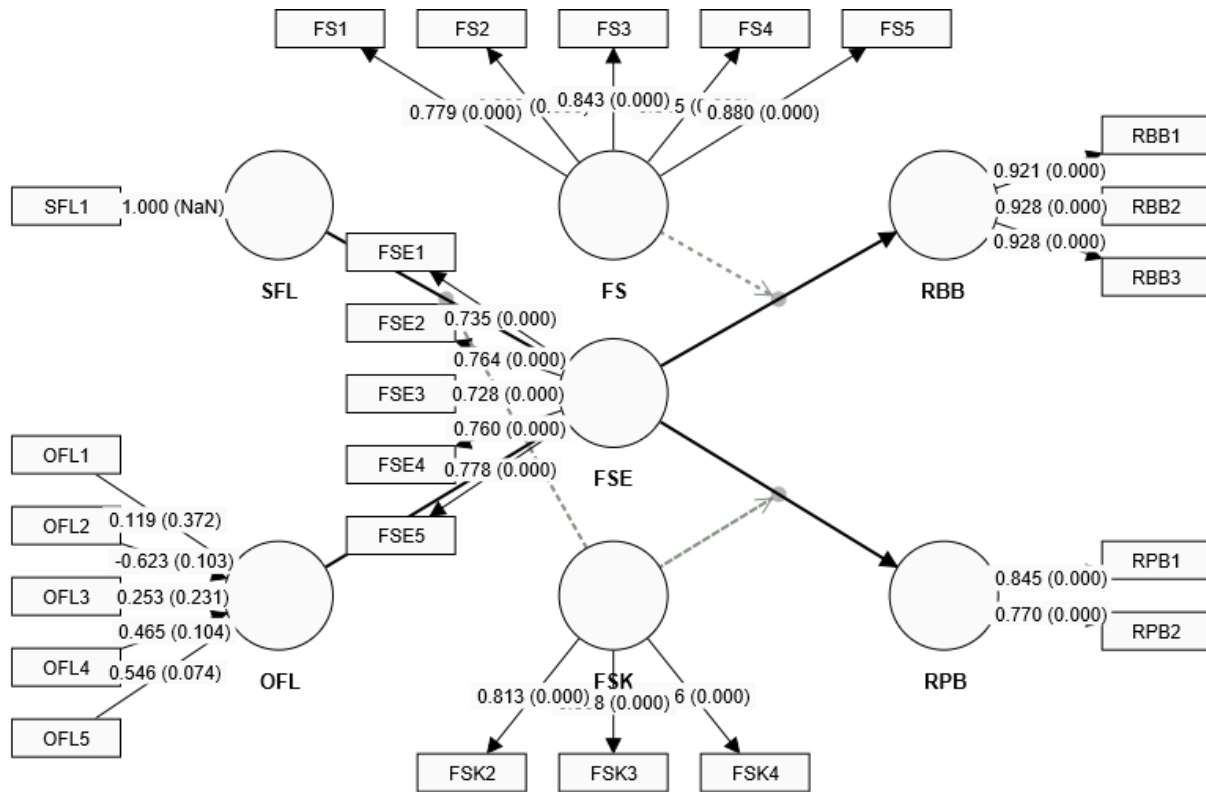 FS1 FS2 FS3 FS4 FS5
0.779 (0.000) 0.843 (0.000) 0.880 (0.000)
RBB1
0.921 (0.000)
SFL1 1.000 (NaN) 0.928 (0.000) RBB2
FSE1 0.928 (0.000)
RBB3
SFL FS RBB
FSE2 0.735 (0.000)
0.764 (0.000)
FSE3 0.728 (0.000)
0.760 (0.000)
OFL1 FSE4 0.778 (0.000) FSE
OFL2 0.119 (0.372) FSE5
-0.623 (0.103) RPB1
0.845 (0.000)
OFL3 0.253 (0.231)
0.770 (0.000)
0.465 (0.104) RPB2
OFL4 0.546 (0.074) OFL FSK RPB
0.813 (0.000) (0.000) (0.000)
OFL5
FSK2 FSK3 FSK4